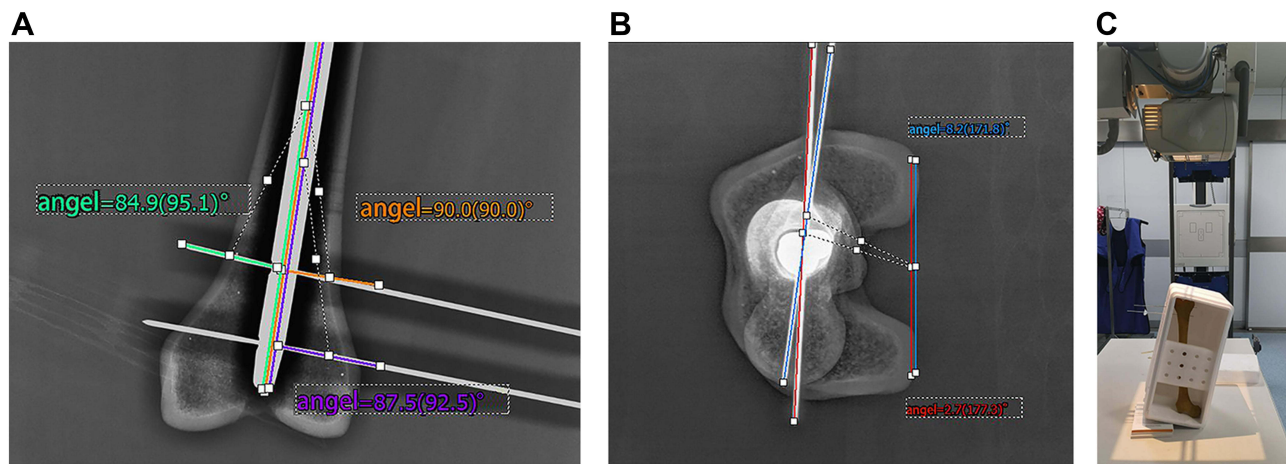 A
B
C
angel=84.9(95.1)°
angel=90.0(90.0)°
angel=87.5(92.5)°
angel=8.2(171.8)°
angel=2.7(177.3)°